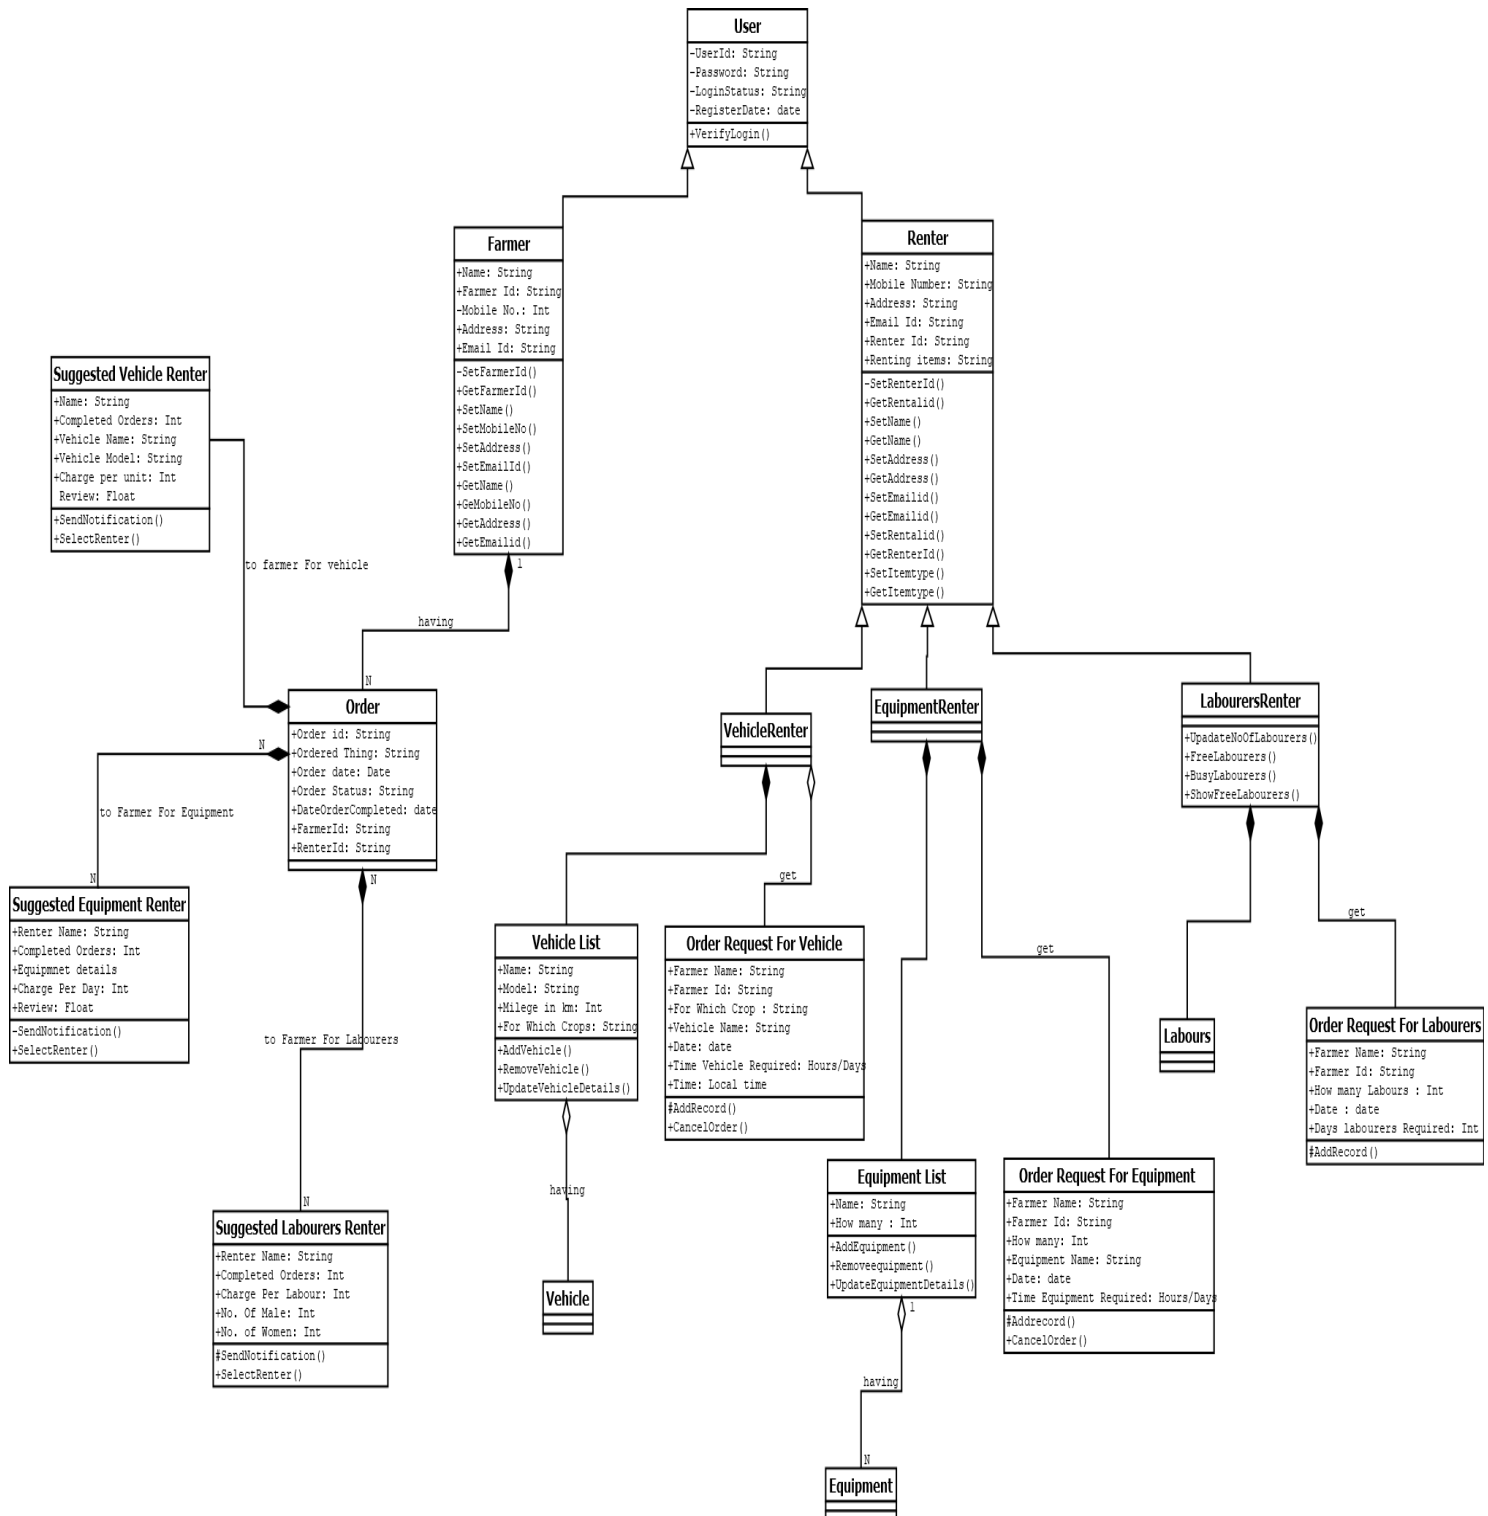 User
-UserId: String
-Password: String
-LoginStatus: String
-RegisterDate: date
+VerifyLogin()
Farmer
+Name: String
+Farmer Id: String
-Mobile No.: Int
+Address: String
+Email Id: String
-SetFarmerId()
+GetFarmerId()
+SetName()
+SetMobileNo()
+SetAddress()
+SetEmailId()
+GetName()
+GeMobileNo()
+GetAddress()
+GetEmailid()
1
having
N
Renter
+Name: String
+Mobile Number: String
+Address: String
+Email Id: String
+Renter Id: String
+Renting items: String
-SetRenterId()
+GetRentalid()
+SetName()
+GetName()
+SetAddress()
+GetAddress()
+SetEmailid()
+GetEmailid()
+SetRentalid()
+GetRenterId()
+SetItemtype()
+GetItemtype()
Suggested Vehicle Renter
+Name: String
+Completed Orders: Int
+Vehicle Name: String
+Vehicle Model: String
+Charge per unit: Int
Review: Float
+SendNotification()
+SelectRenter()
to farmer For vehicle
Order
+Order id: String
+Ordered Thing: String
+Order date: Date
+Order Status: String
+DateOrderCompleted: date
+FarmerId: String
+RenterId: String
N
to Farmer For Equipment
N
Suggested Equipment Renter
+Renter Name: String
+Completed Orders: Int
+Equipmnet details
+Charge Per Day: Int
+Review: Float
-SendNotification()
+SelectRenter()
N
to Farmer For Labourers
N
Suggested Labourers Renter
+Renter Name: String
+Completed Orders: Int
+Charge Per Labour: Int
+No. Of Male: Int
+No. of Women: Int
#SendNotification()
+SelectRenter()
VehicleRenter
get
Vehicle List
+Name: String
+Model: String
+Milege in km: Int
+For Which Crops: String
+AddVehicle()
+RemoveVehicle()
+UpdateVehicleDetails()
having
Vehicle
Order Request For Vehicle
+Farmer Name: String
+Farmer Id: String
+For Which Crop : String
+Vehicle Name: String
+Date: date
+Time Vehicle Required: Hours/Days
+Time: Local time
#AddRecord()
+CancelOrder()
EquipmentRenter
get
Equipment List
+Name: String
+How many : Int
+AddEquipment()
+Removeequipment()
+UpdateEquipmentDetails()
1
having
N
Equipment
Order Request For Equipment
+Farmer Name: String
+Farmer Id: String
+How many: Int
+Equipment Name: String
+Date: date
+Time Equipment Required: Hours/Days
#Addrecord()
+CancelOrder()
LabourersRenter
+UpadateNoOfLabourers()
+FreeLabourers()
+BusyLabourers()
+ShowFreeLabourers()
get
Labours
Order Request For Labourers
+Farmer Name: String
+Farmer Id: String
+How many Labours : Int
+Date : date
+Days labourers Required: Int
#AddRecord()